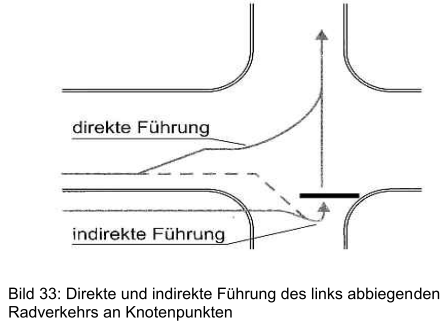 direkte Führung
indirekte Führung
Bild 33: Direkte und indirekte Führung des links abbiegenden
Radverkehrs an Knotenpunkten